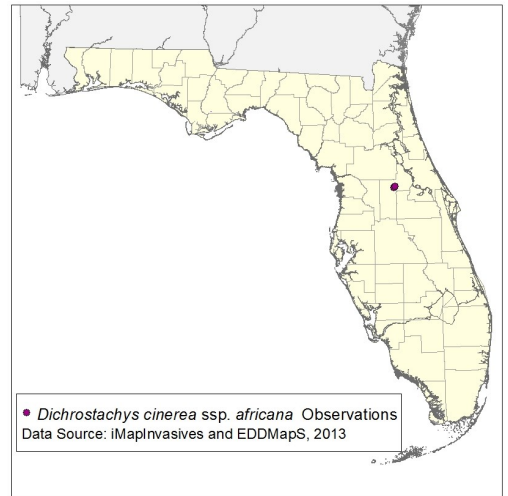 Dichrostachys cinerea ssp. africana Observations
Data Source: iMapInvasives and EDDMapS, 2013